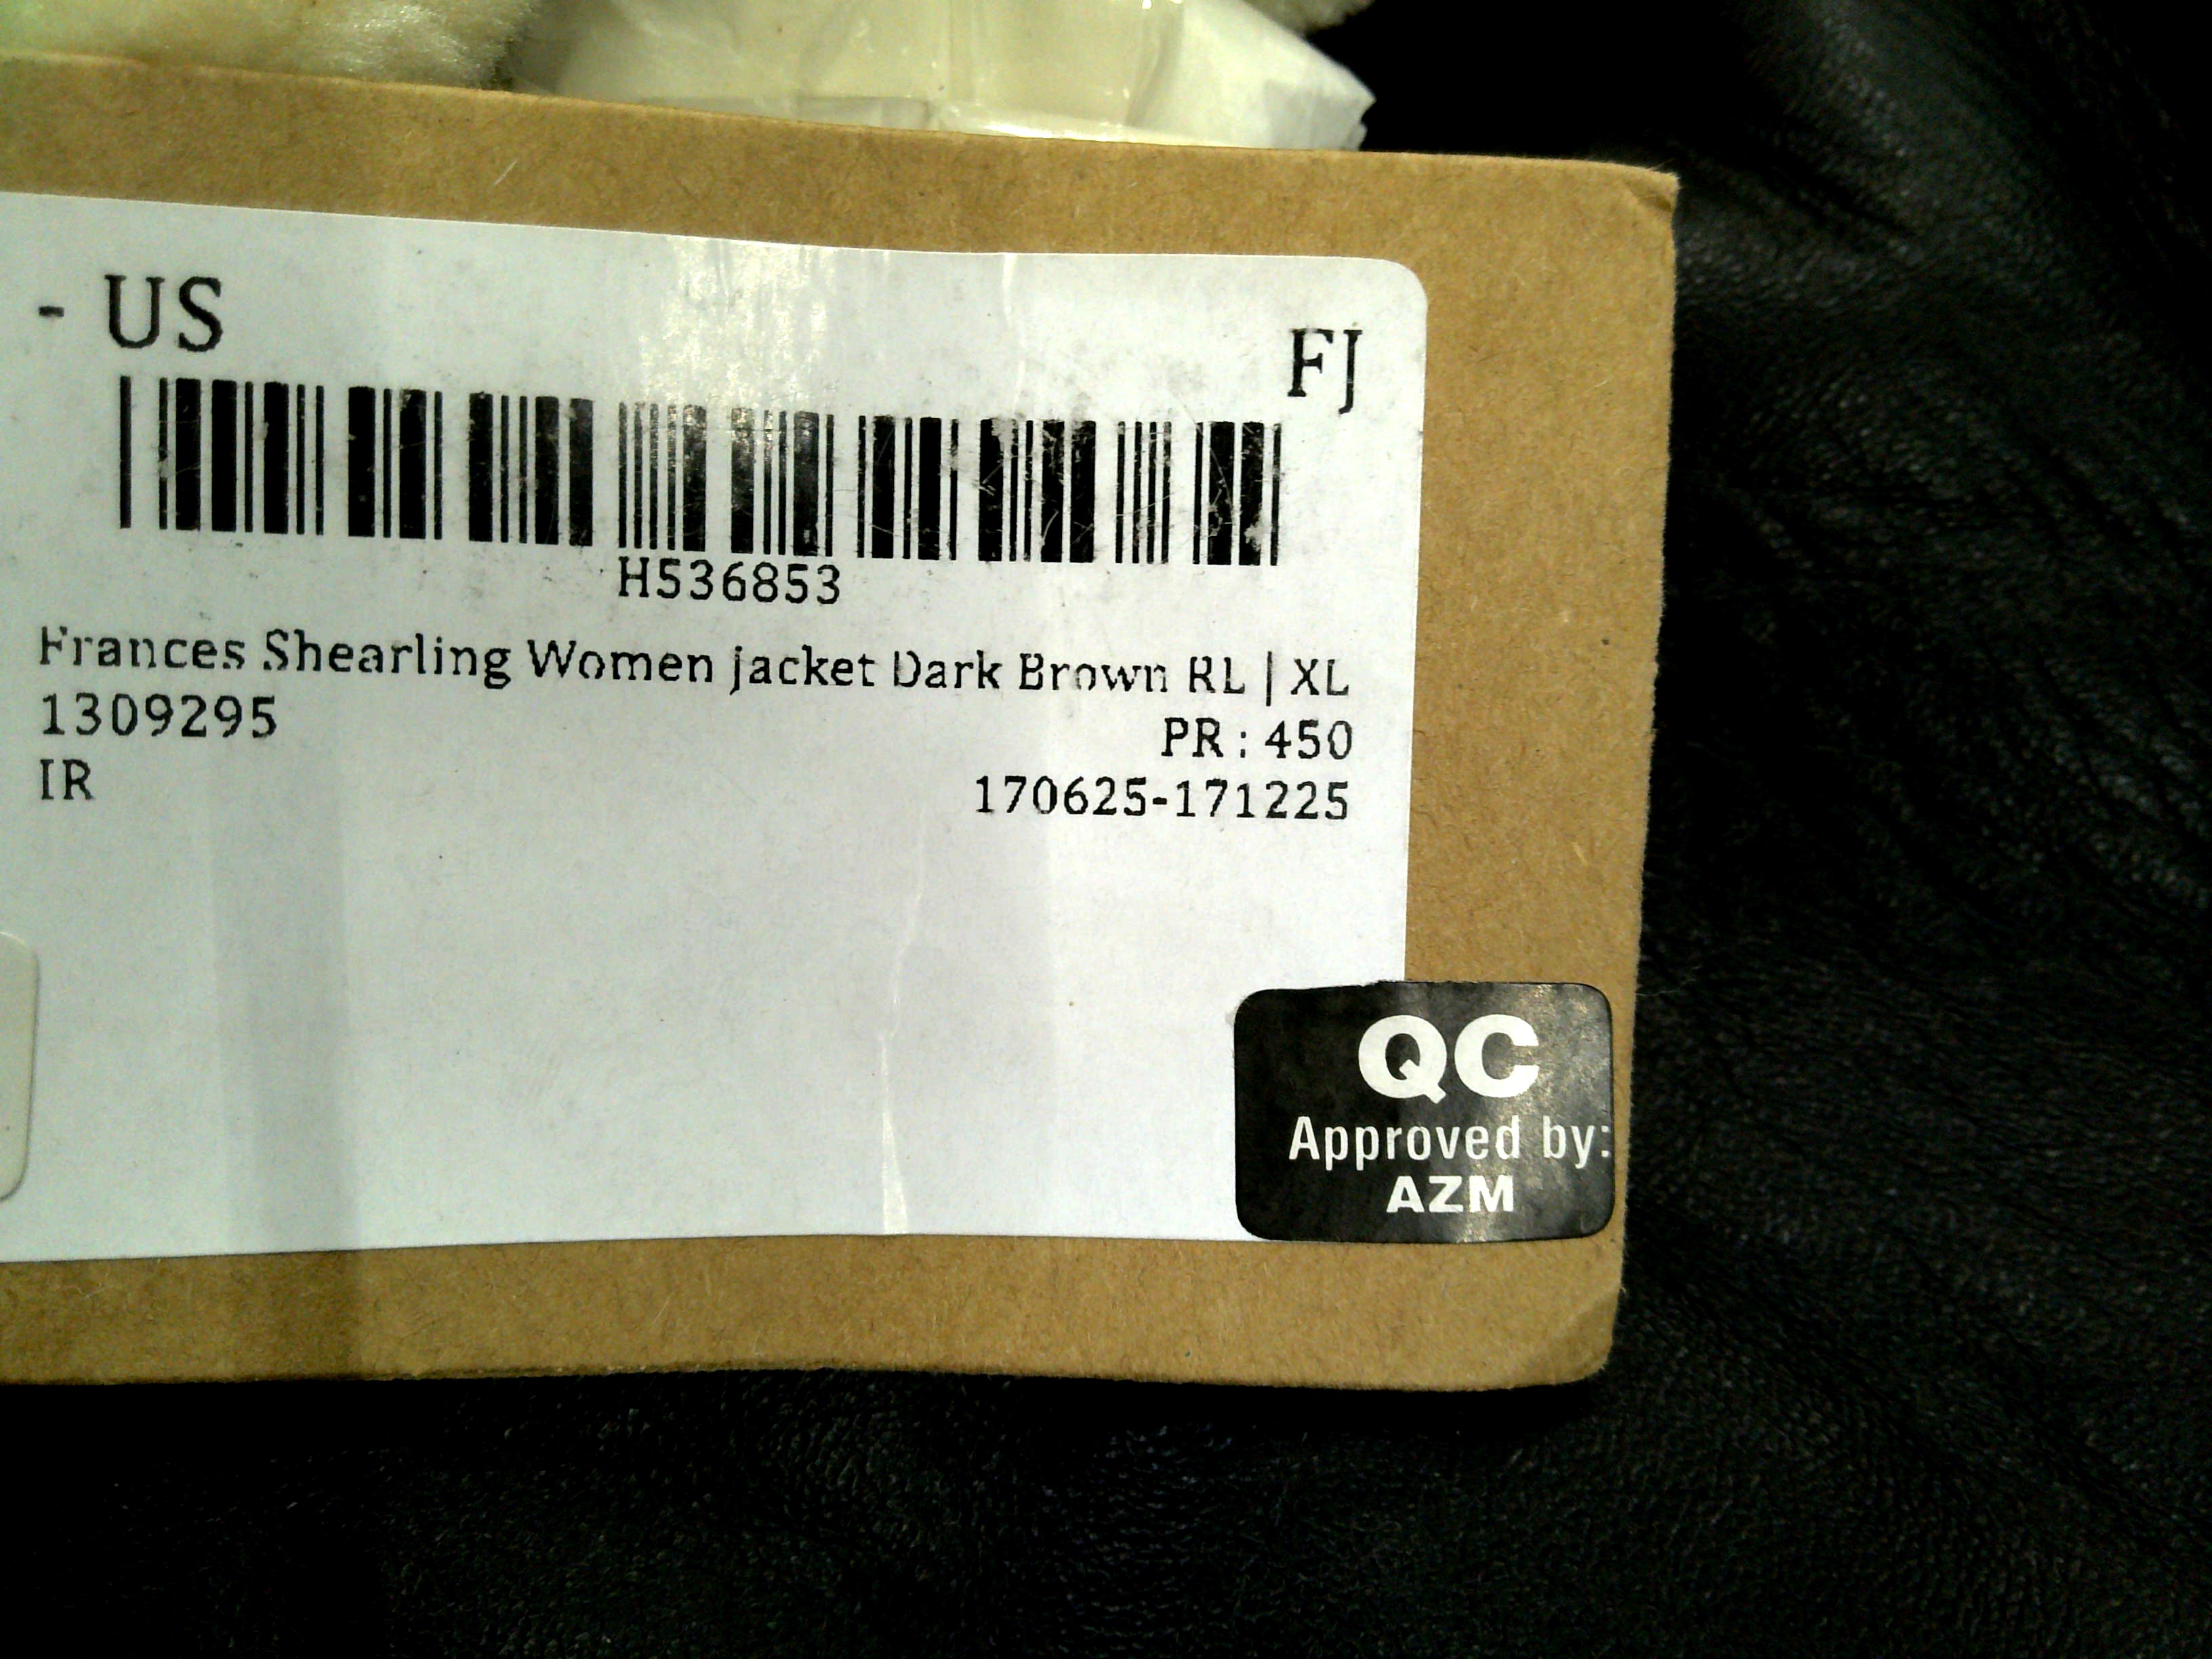 - US
FJ
H536853
Frances Shearling Women Jacket Dark Brown RL | XL
1309295
PR : 450
IR
170625-171225
QC
Approved by:
AZM